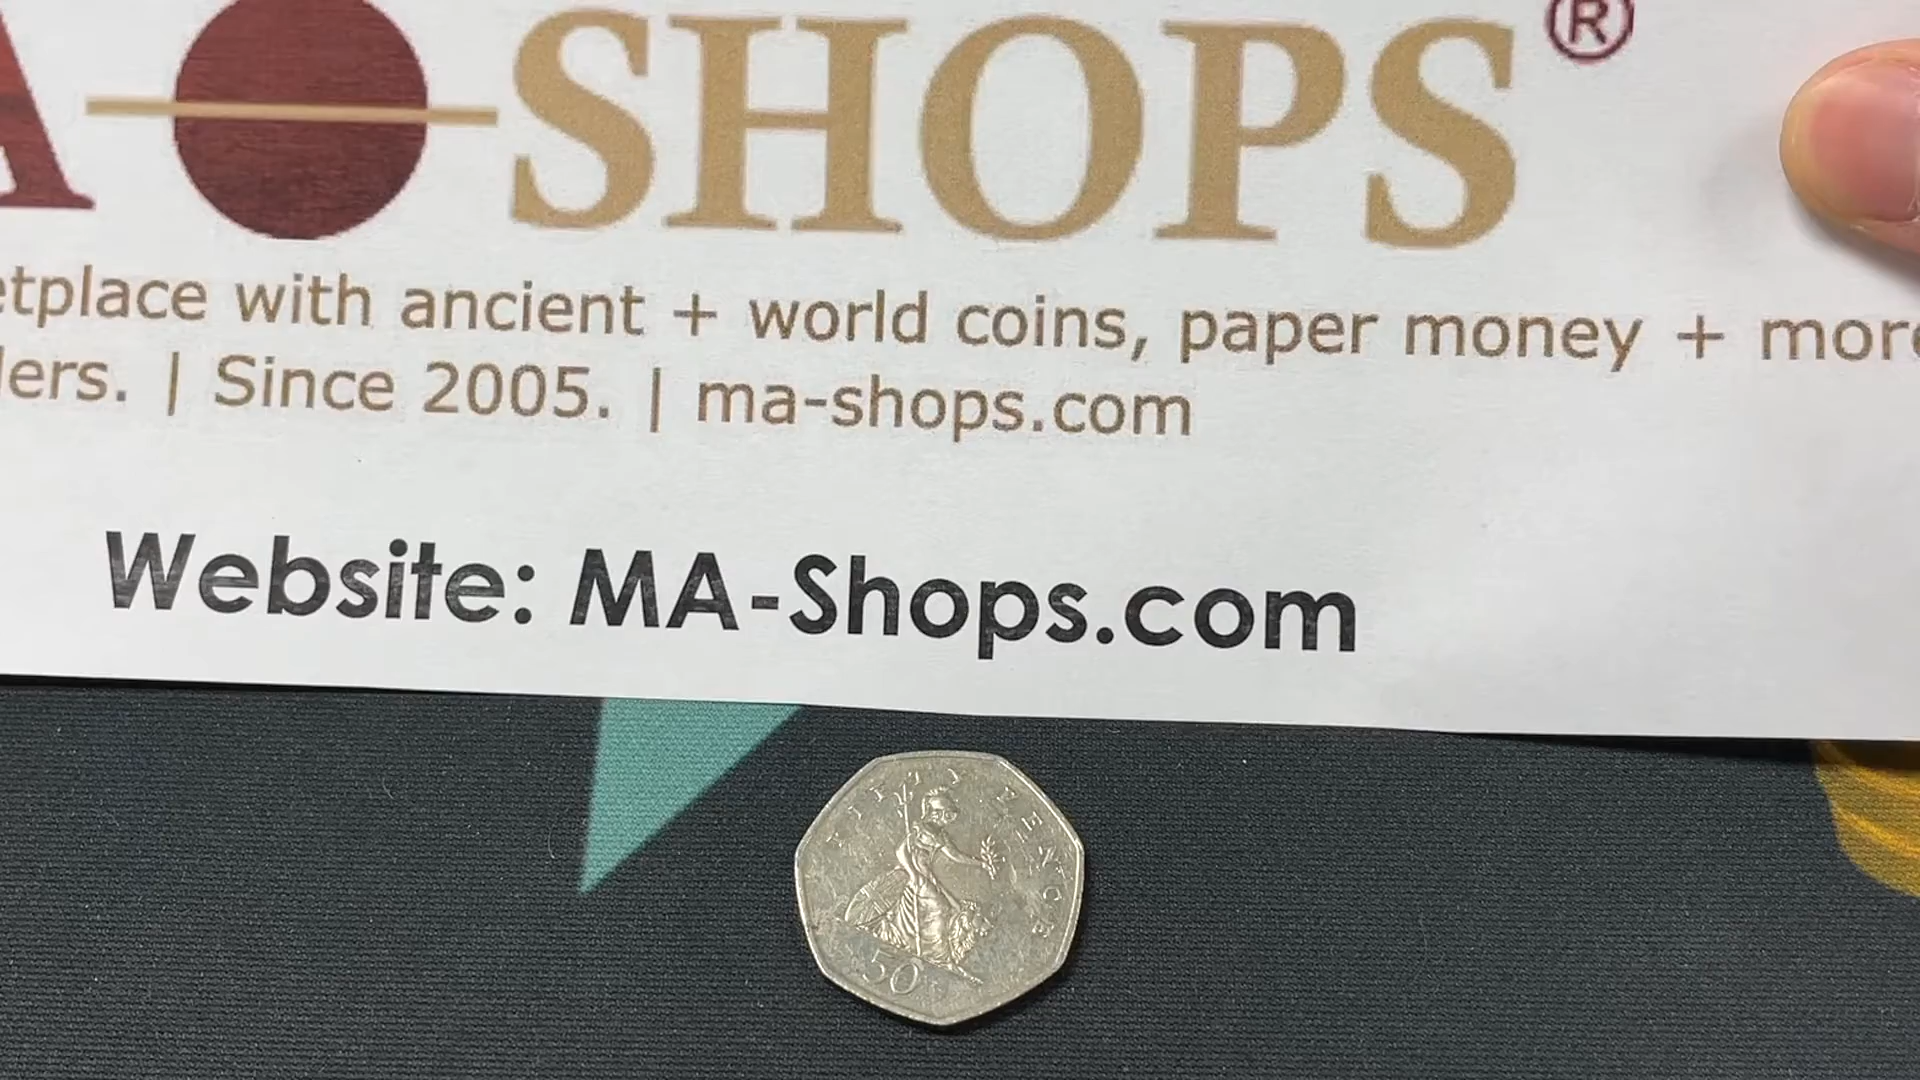 A SHOPS®
etplace with ancient + world coins, paper money + more
ers. | Since 2005. | ma-shops.com
Website: MA-Shops.com
FIFTY PENCE
50